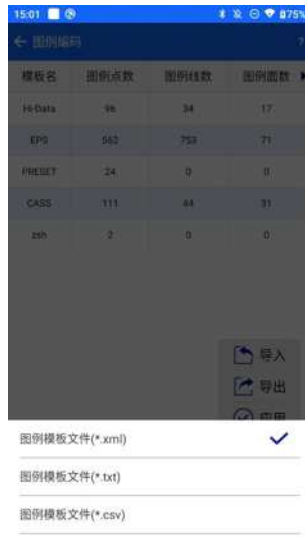 15:01 75%
← 图例编码 ?
模板名 图例点数 图例线数 图例面数
Hi-Data 96 34 17
EPS 562 753 71
PRESET 24 0 0
CASS 111 44 31
zsh 2 0 0
导入
导出
应用
图例模板文件(*.xml)
图例模板文件(*.txt)
图例模板文件(*.csv)